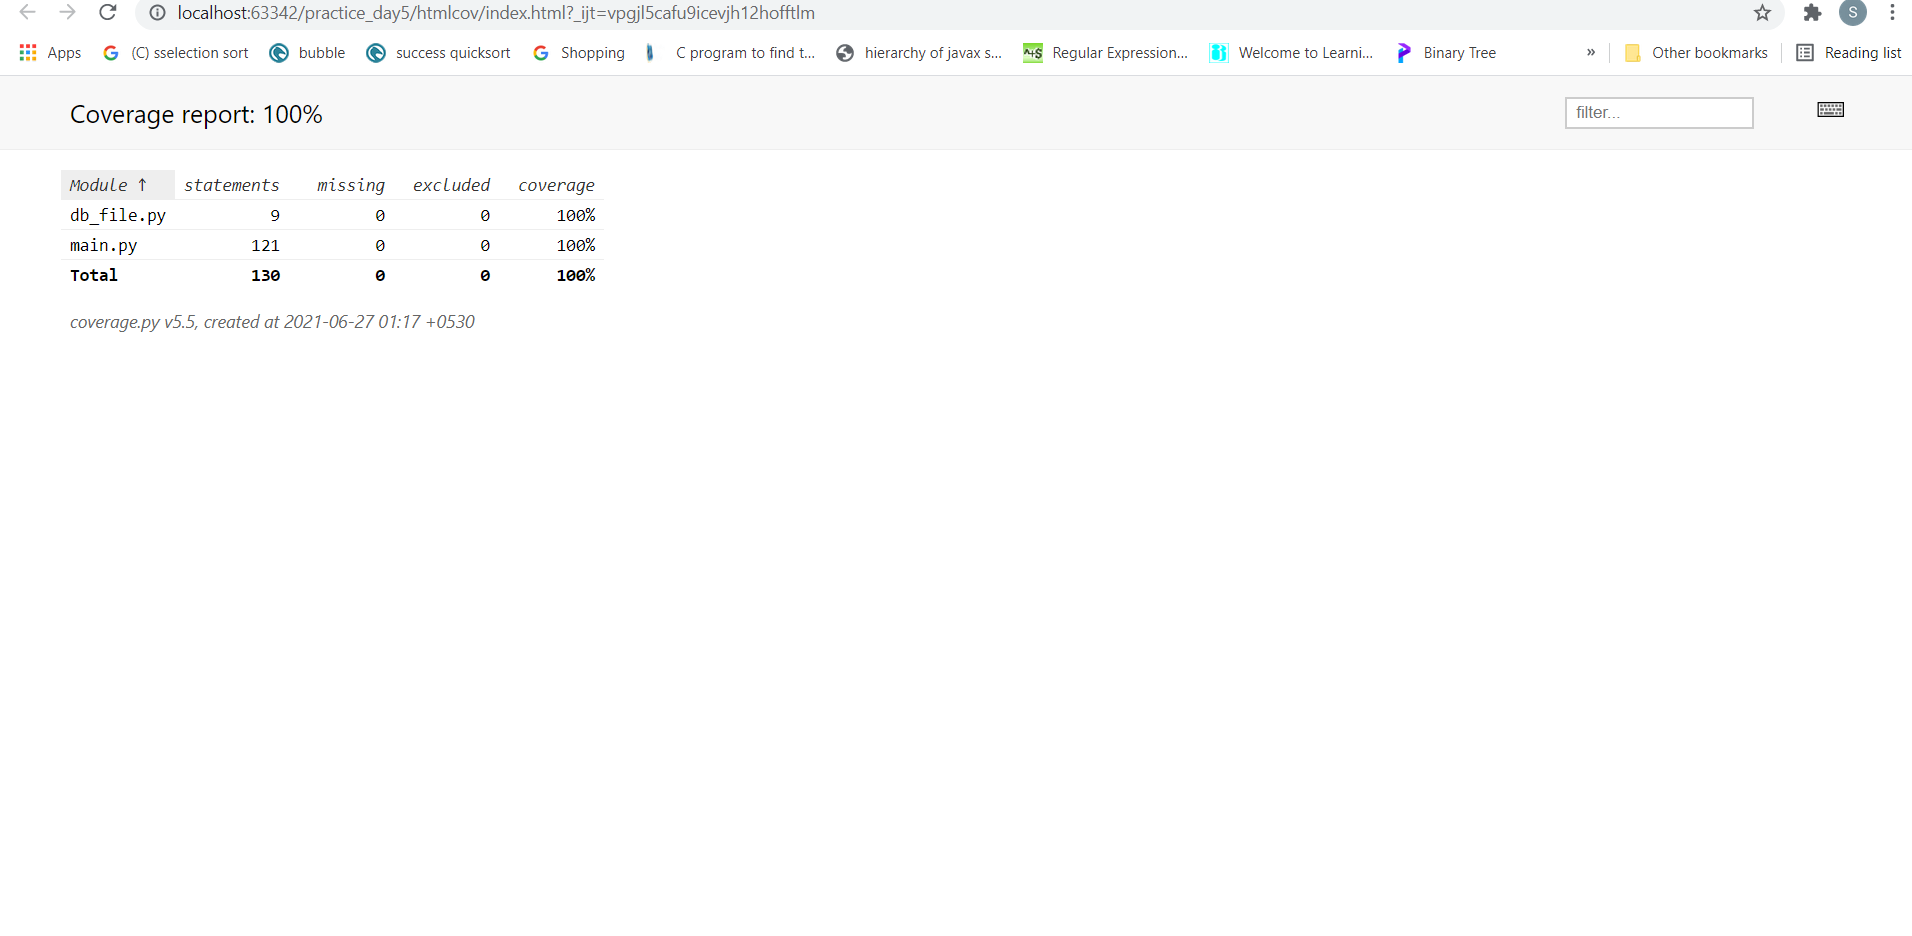 localhost:63342/practice_day5/htmlcov/index.html?_ijt=vpgjl5cafu9icevjh12hofftlm S
Apps (C) sselection sort bubble success quicksort Shopping C program to find t... hierarchy of javax s... Regular Expression... Welcome to Learni... Binary Tree » Other bookmarks Reading list
Coverage report: 100% filter...
Module ↑ statements missing excluded coverage
db_file.py 9 0 0 100%
main.py 121 0 0 100%
Total 130 0 0 100%
coverage.py v5.5, created at 2021-06-27 01:17 +0530